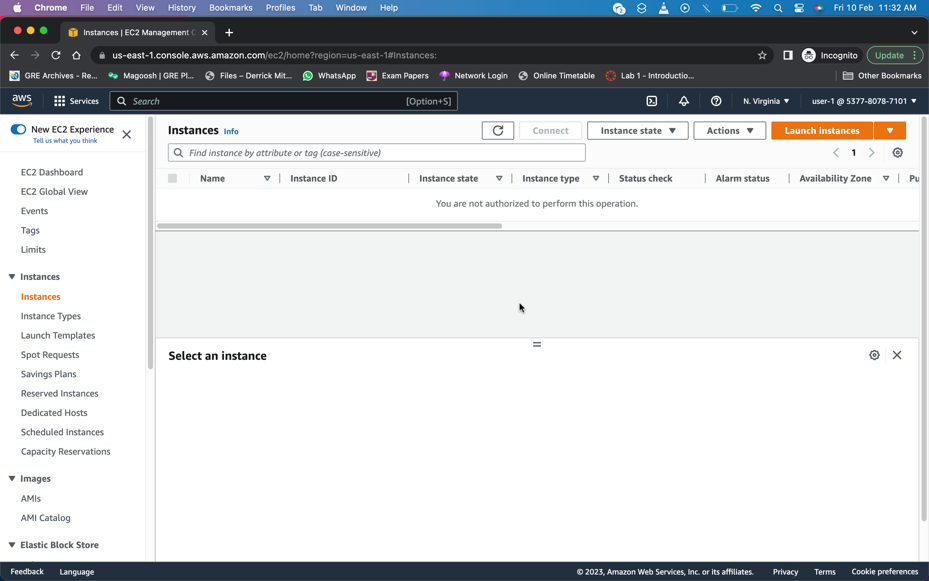 Chrome File Edit View History Bookmarks Profiles Tab Window Help Fri 10 Feb 11:32 AM
Instances | EC2 Management C
us-east-1.console.aws.amazon.com/ec2/home?region=us-east-1#Instances: Incognito Update
GRE Archives - Re... Magoosh | GRE Pl... Files – Derrick Mit... WhatsApp Exam Papers Network Login Online Timetable Lab 1 - Introductio... Other Bookmarks
aws Services Search [Option+S] N. Virginia user-1 @ 5377-8078-7101
New EC2 Experience
Tell us what you think
EC2 Dashboard
EC2 Global View
Events
Tags
Limits
Instances
Instances
Instance Types
Launch Templates
Spot Requests
Savings Plans
Reserved Instances
Dedicated Hosts
Scheduled Instances
Capacity Reservations
Images
AMIs
AMI Catalog
Elastic Block Store
Instances Info Connect Instance state Actions Launch instances
Find instance by attribute or tag (case-sensitive) 1
Name Instance ID Instance state Instance type Status check Alarm status Availability Zone Pu
You are not authorized to perform this operation.
Select an instance
Feedback Language © 2023, Amazon Web Services, Inc. or its affiliates. Privacy Terms Cookie preferences